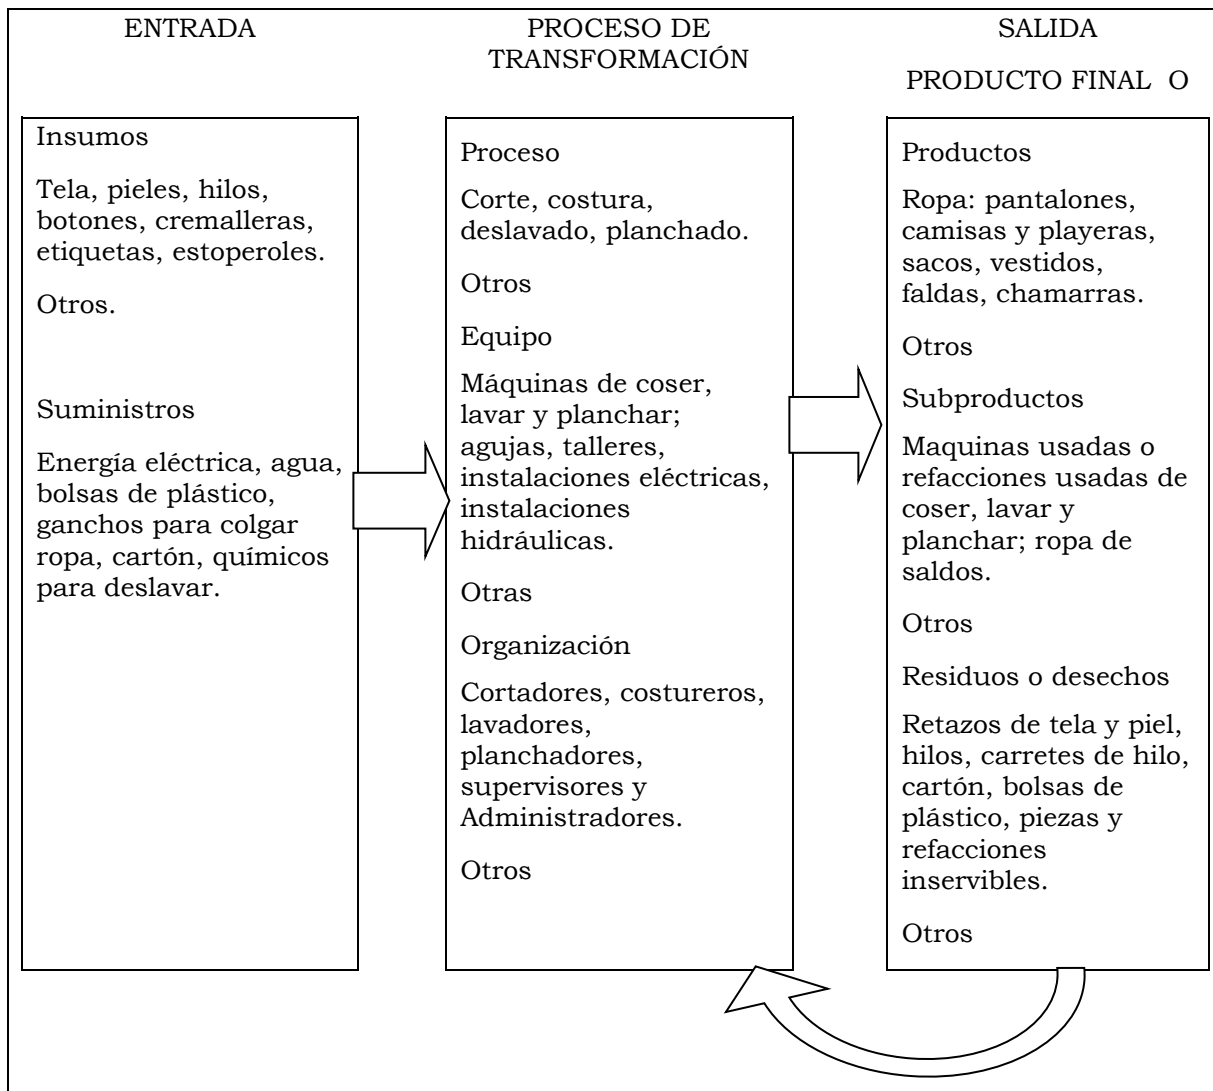 ENTRADA
PROCESO DE
TRANSFORMACIÓN
SALIDA
PRODUCTO FINAL O
Insumos
Tela, pieles, hilos,
botones, cremalleras,
etiquetas, estoperoles.
Otros.
Suministros
Energía eléctrica, agua,
bolsas de plástico,
ganchos para colgar
ropa, cartón, químicos
para deslavar.
Proceso
Corte, costura,
deslavado, planchado.
Otros
Equipo
Máquinas de coser,
lavar y planchar;
agujas, talleres,
instalaciones eléctricas,
instalaciones
hidráulicas.
Otras
Organización
Cortadores, costureros,
lavadores,
planchadores,
supervisores y
Administradores.
Otros
Productos
Ropa: pantalones,
camisas y playeras,
sacos, vestidos,
faldas, chamarras.
Otros
Subproductos
Maquinas usadas o
refacciones usadas de
coser, lavar y
planchar; ropa de
saldos.
Otros
Residuos o desechos
Retazos de tela y piel,
hilos, carretes de hilo,
cartón, bolsas de
plástico, piezas y
refacciones
inservibles.
Otros